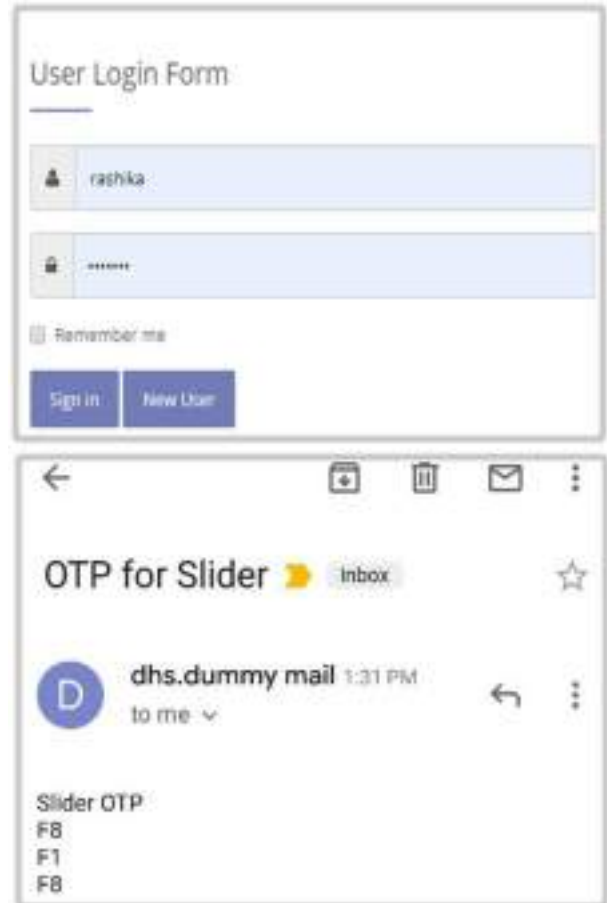 User Login Form
rashika
Remember me
Sign in New User
OTP for Slider Inbox
dhs.dummy mail 1:31 PM
D
to me
Slider OTP
F8
F1
F8